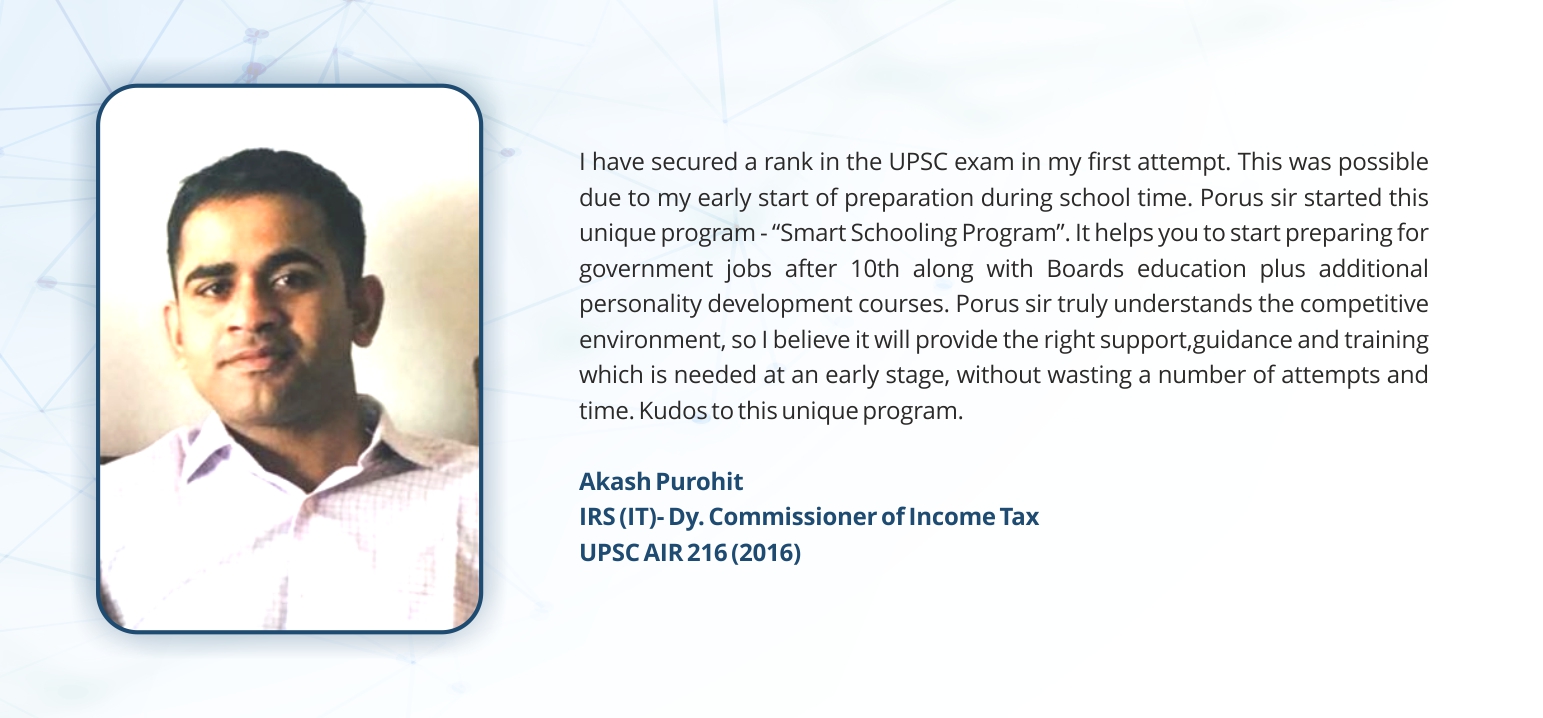 I have secured a rank in the UPSC exam in my first attempt. This was possible
due to my early start of preparation during school time. Porus sir started this
unique program - “Smart Schooling Program”. It helps you to start preparing for
government jobs after 10th along with Boards education plus additional
personality development courses. Porus sir truly understands the competitive
environment, so I believe it will provide the right support,guidance and training
which is needed at an early stage, without wasting a number of attempts and
time. Kudos to this unique program.
Akash Purohit
IRS (IT)- Dy. Commissioner of Income Tax
UPSC AIR 216 (2016)